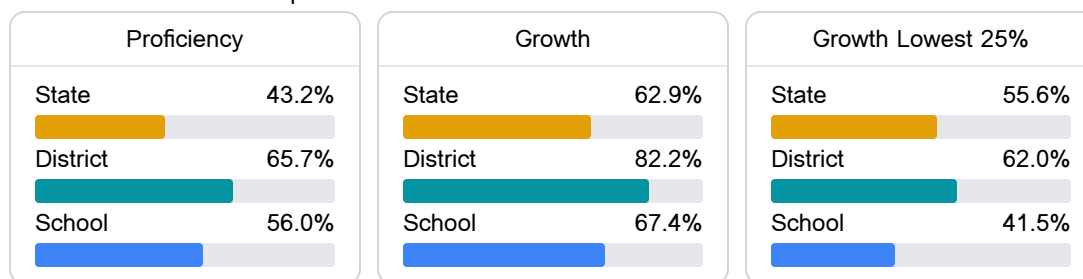 Proficiency
State 43.2%
District 65.7%
School 56.0%
Growth
State 62.9%
District 82.2%
School 67.4%
Growth Lowest 25%
State 55.6%
District 62.0%
School 41.5%